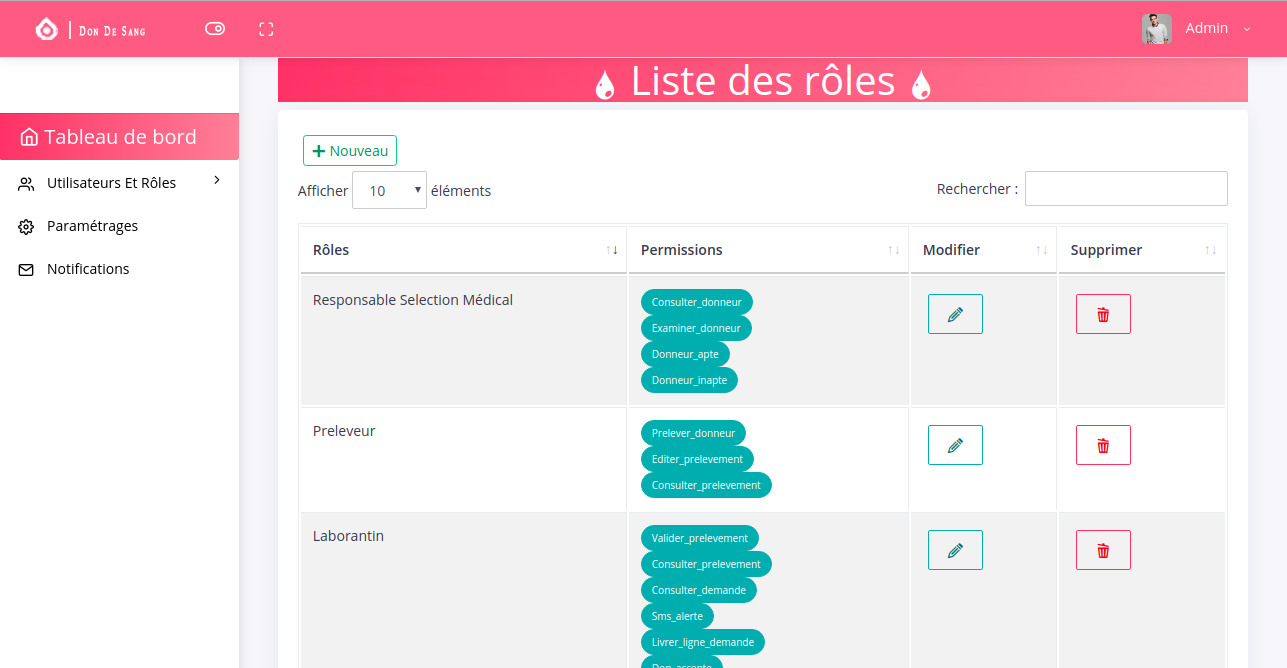 Don De Sang
Admin
Liste des rôles
Tableau de bord
Utilisateurs Et Rôles
Paramétrages
Notifications
Nouveau
Afficher 10 éléments
Rechercher :
Rôles Permissions Modifier Supprimer
Responsable Selection Médical
Consulter_donneur
Examiner_donneur
Donneur_apte
Donneur_inapte
Preleveur
Prelever_donneur
Editer_prelevement
Consulter_prelevement
Laborantin
Valider_prelevement
Consulter_prelevement
Consulter_demande
Sms_alerte
Livrer_ligne_demande